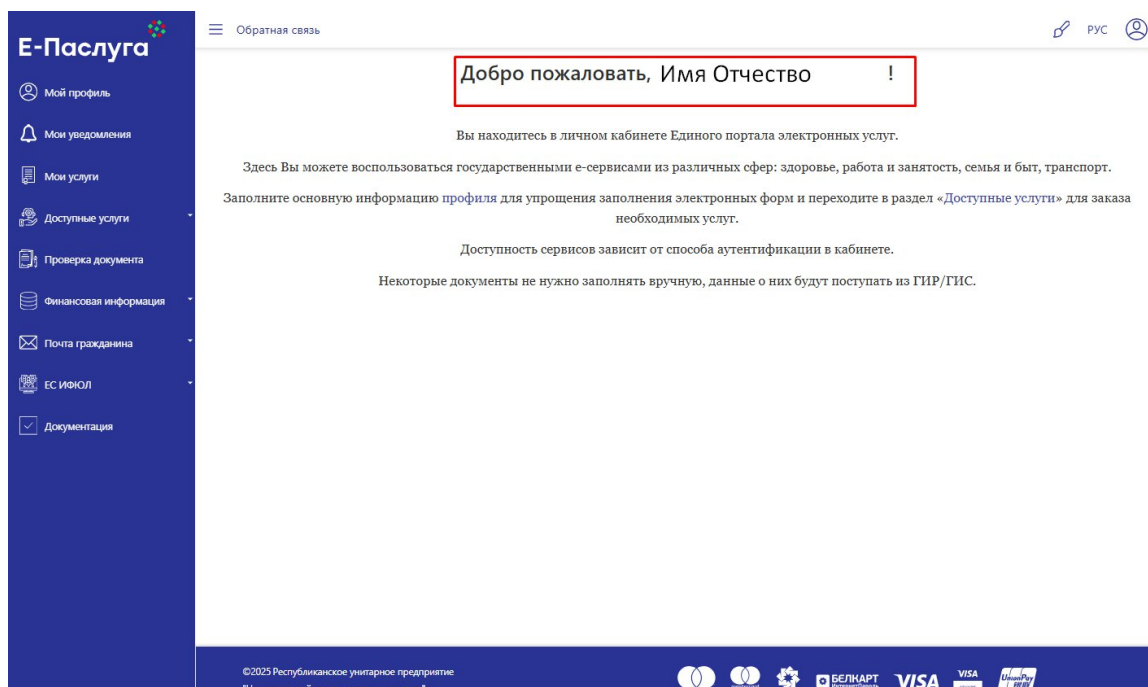 Е-Паслуга
Мой профиль
Мои уведомления
Мои услуги
Доступные услуги
Проверка документа
Финансовая информация
Почта гражданина
ЕС ИФЮЛ
Документация
Обратная связь
РУС
Добро пожаловать, Имя Отчество !
Вы находитесь в личном кабинете Единого портала электронных услуг.
Здесь Вы можете воспользоваться государственными е-сервисами из различных сфер: здоровье, работа и занятость, семья и быт, транспорт.
Заполните основную информацию профиля для упрощения заполнения электронных форм и переходите в раздел «Доступные услуги» для заказа
необходимых услуг.
Доступность сервисов зависит от способа аутентификации в кабинете.
Некоторые документы не нужно заполнять вручную, данные о них будут поступать из ГИР/ГИС.
©2025 Республиканское унитарное предприятие
БЕЛКАРТ
ИнтернетПароль
VISA
VISA
UnionPay